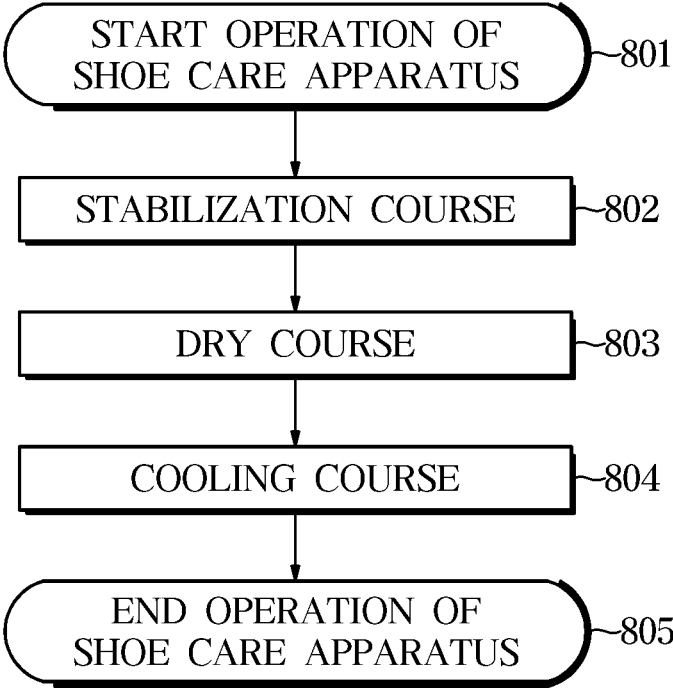 START OPERATION OF
SHOE CARE APPARATUS
801
STABILIZATION COURSE
802
DRY COURSE
803
COOLING COURSE
804
END OPERATION OF
SHOE CARE APPARATUS
805